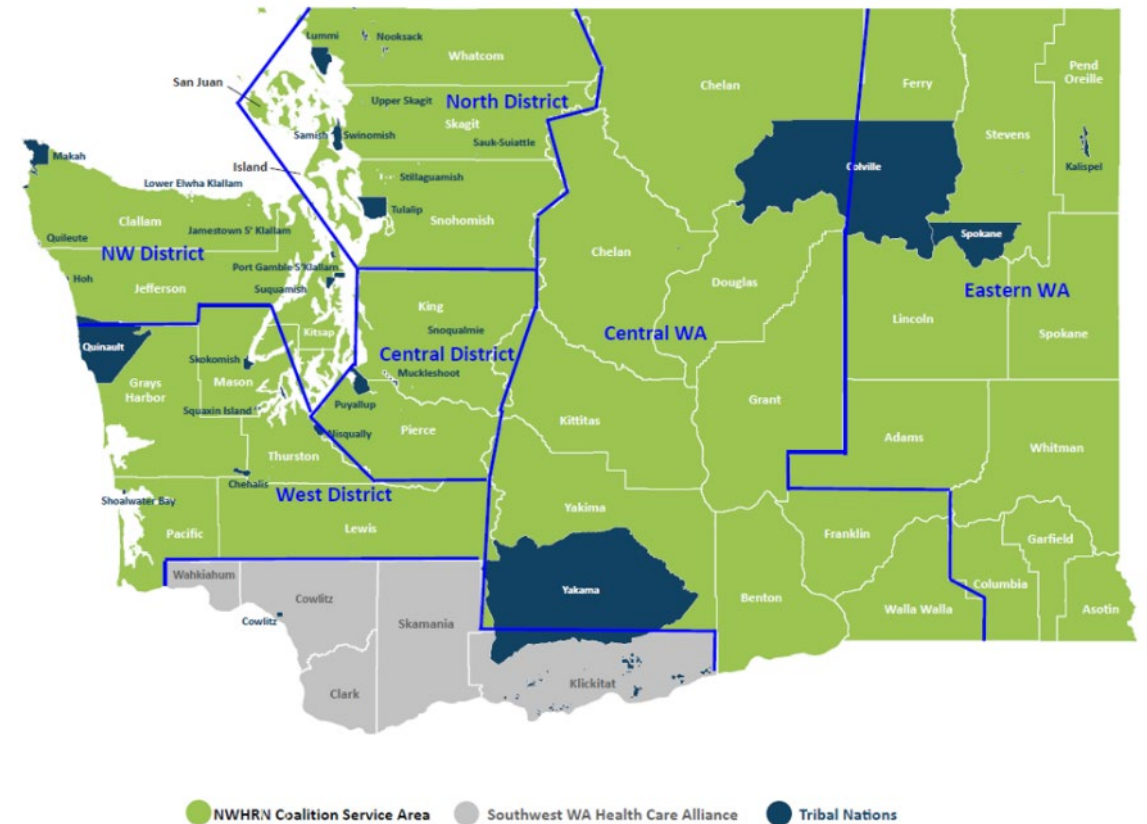 Lummi
Nooksack
Whatcom
Chelan
Ferry
Pend
Oreille
San Juan
Upper Skagit
North District
Skagit
Stevens
Samish
Swinomish
Sauk-Suiattle
Makah
Island
Colville
Kalispel
Lower Elwha Klallam
Stillaguamish
Tulalip
Snohomish
Clallam
Jamestown S' Klallam
Quileute
NW District
Spokane
Chelan
Port Gamble S'Klallam
Hoh
Jefferson
Suquamish
Douglas
Eastern WA
King
Lincoln
Spokane
Kitsap
Snoqualmie
Central WA
Quinault
Central District
Skokomish
Muckleshoot
Grays
Harbor
Mason
Squaxin Island
Puyallup
Nisqually
Pierce
Kittitas
Grant
Adams
Whitman
Thurston
Chehalis
West District
Shoalwater Bay
Pacific
Lewis
Yakima
Franklin
Garfield
Wahkiahum
Cowlitz
Yakama
Benton
Columbia
Walla Walla
Asotin
Cowlitz
Skamania
Clark
Klickitat
NWHRN Coalition Service Area
Southwest WA Health Care Alliance
Tribal Nations